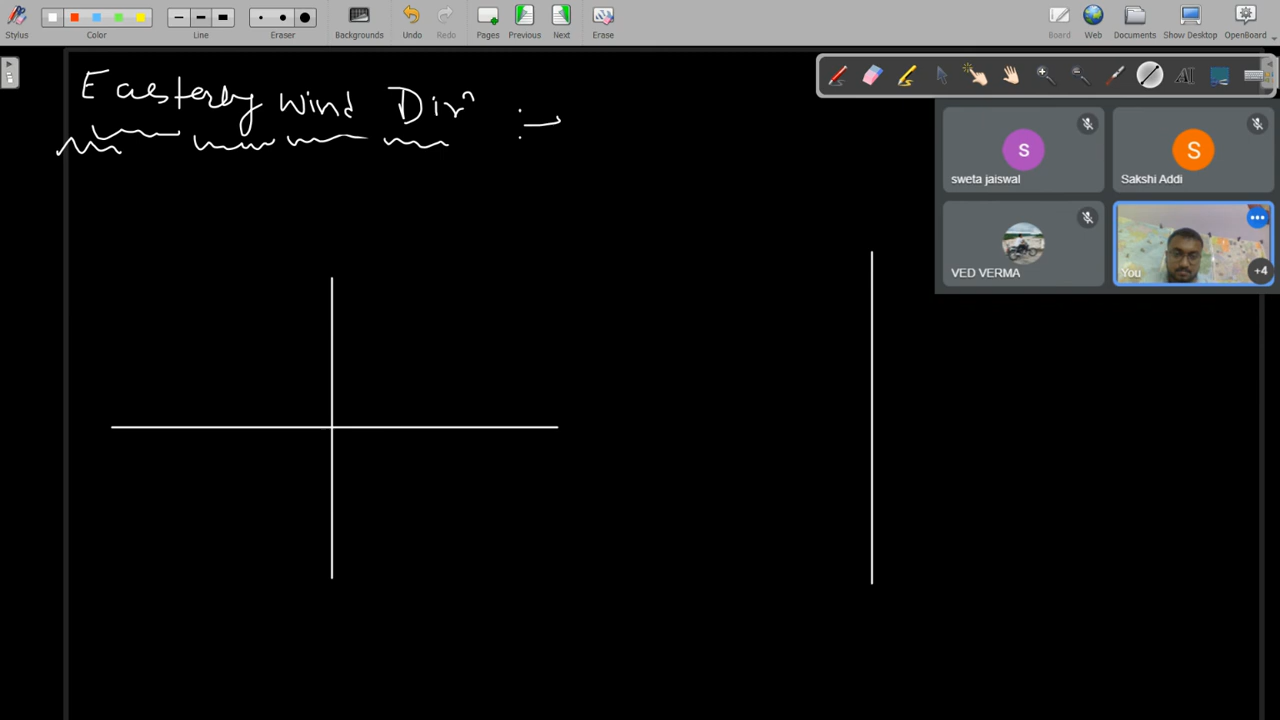 Stylus Color Line Eraser Backgrounds Undo Redo Pages Previous Next Erase Board Web Documents Show Desktop OpenBoard
Easterly Wind Dirⁿ :→
AI
S S
sweta jaiswal Sakshi Addi
VED VERMA You +4